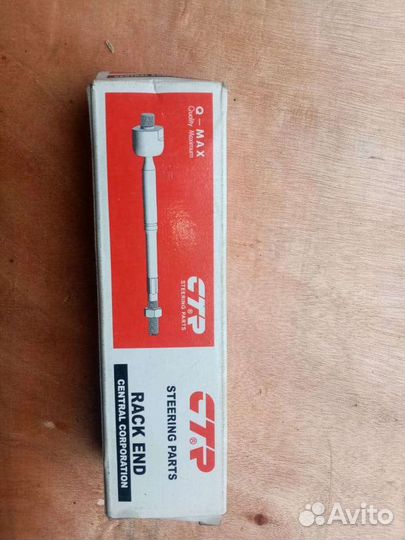 Q-MAX
Quality Maximum
CTR®
STEERING PARTS
CTR®
STEERING PARTS
RACK END
CENTRAL CORPORATION
Avito